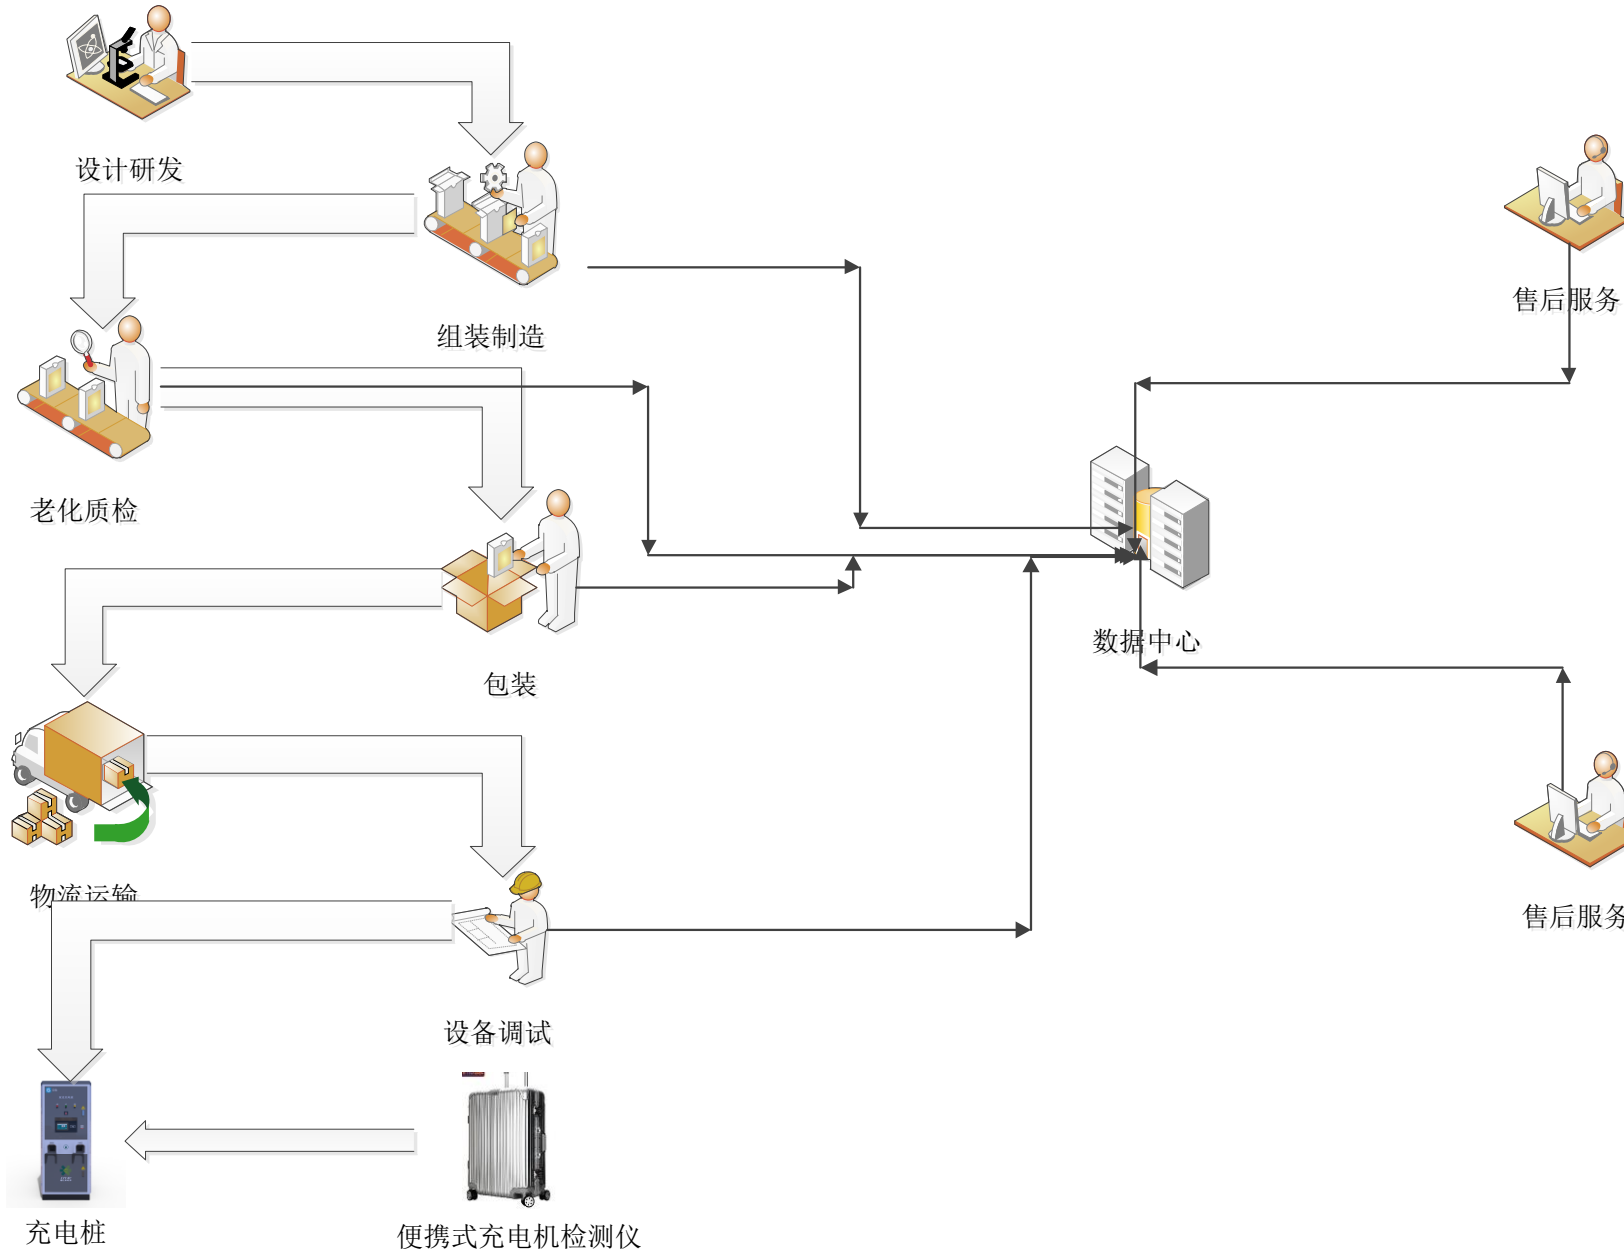 设计研发
售后服务
组装制造
老化质检
数据中心
包装
物流运输
售后服务
设备调试
充电桩
便携式充电机检测仪